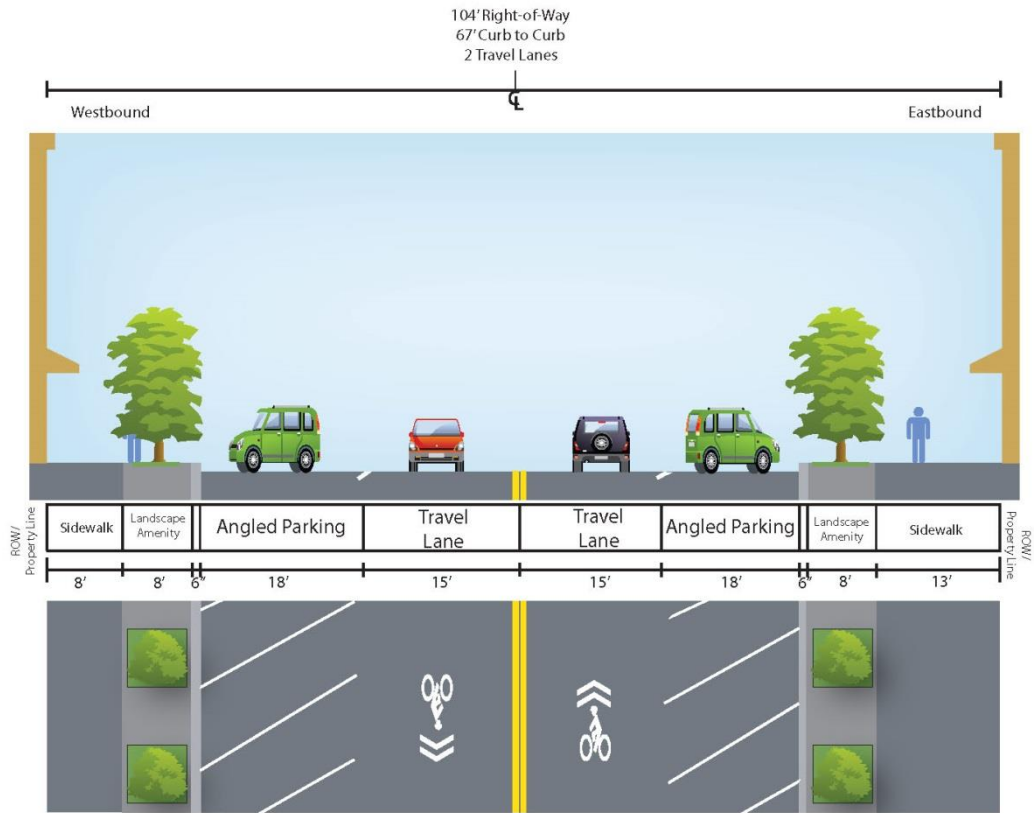 104' Right-of-Way
67' Curb to Curb
2 Travel Lanes
℄
Westbound
Eastbound
ROW/
Property Line
Sidewalk
Landscape
Amenity
Angled Parking
Travel
Lane
Travel
Lane
Angled Parking
Landscape
Amenity
Sidewalk
ROW/
Property Line
8'
8'
6"
18'
15'
15'
18'
6"
8'
13'